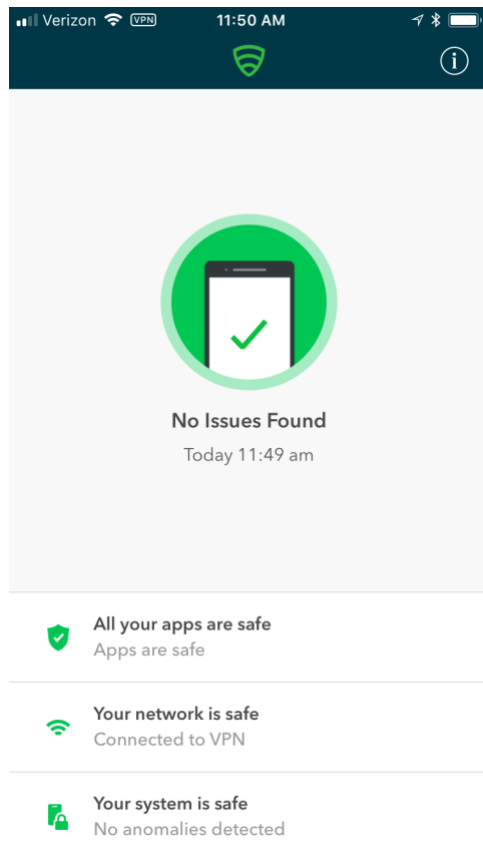 Verizon VPN 11:50 AM
i
No Issues Found
Today 11:49 am
All your apps are safe
Apps are safe
Your network is safe
Connected to VPN
Your system is safe
No anomalies detected